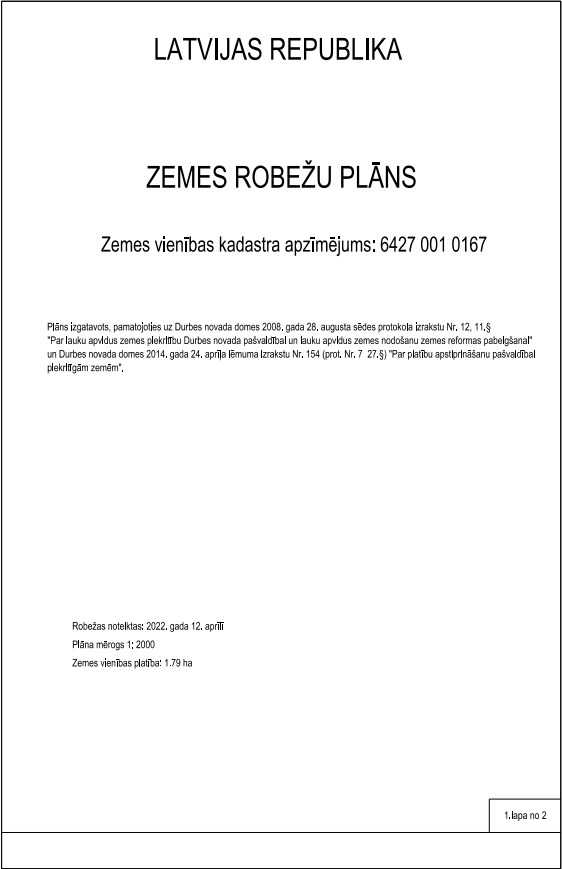 LATVIJAS REPUBLIKA
ZEMES ROBEŽU PLĀNS
Zemes vienības kadastra apzīmējums: 6427 001 0167
Plāns izgatavots, pamatojoties uz Durbes novada domes 2008. gada 28. augusta sēdes protokola izrakstu Nr. 12, 11.§
"Par lauku apvidus zemes piekritību Durbes novada pašvaldībai un lauku apvidus zemes nodošanu zemes reformas pabeigšanai"
un Durbes novada domes 2014. gada 24. aprīļa lēmuma izrakstu Nr. 154 (prot. Nr. 7 27.§) "Par platību apstiprināšanu pašvaldībai
piekritīgām zemēm".
Robežas noteiktas: 2022. gada 12. aprīlī
Plāna mērogs 1: 2000
Zemes vienības platība: 1.79 ha
1.lapa no 2